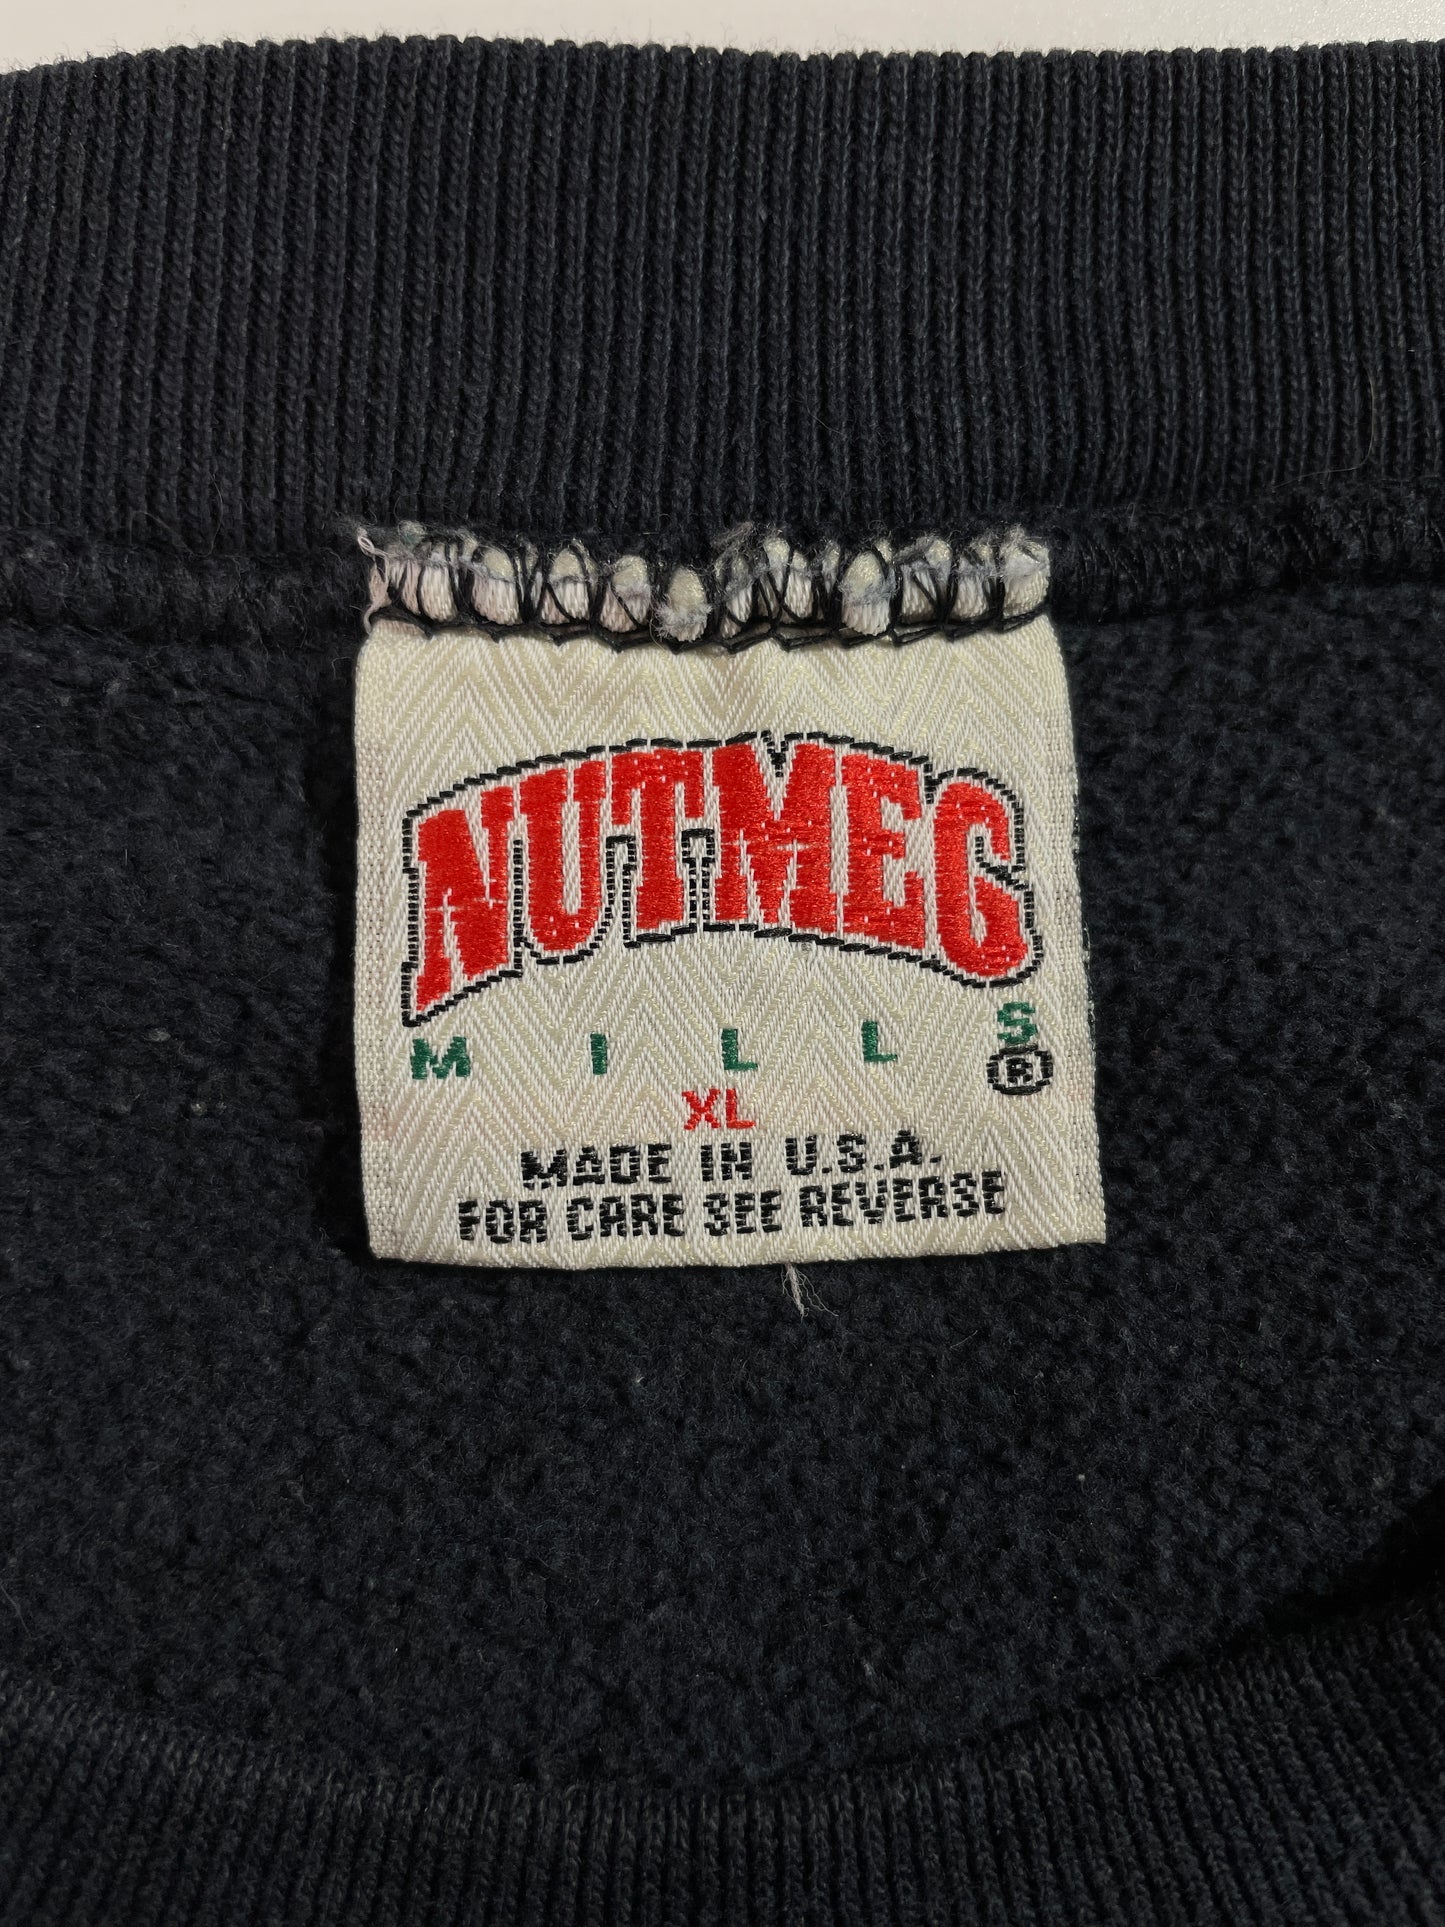 NUTMEG
MILLS ®
XL
MADE IN U.S.A.
FOR CARE SEE REVERSE